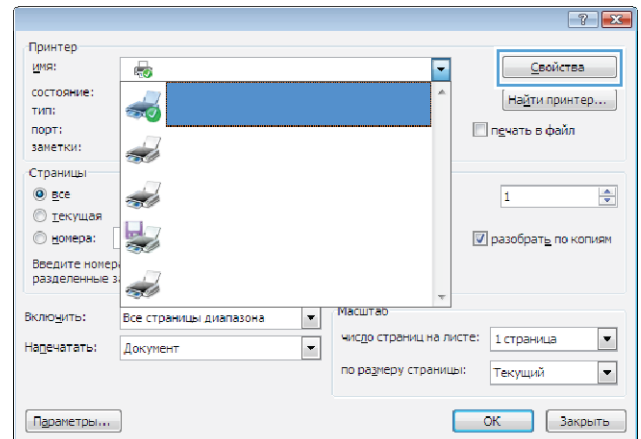 Принтер
имя:
Свойства
состояние:
Найти принтер...
тип:
порт:
печать в файл
заметки:
Страницы
все
1
текущая
номера:
разобрать по копиям
Введите номер
разделенные за
Включить: Все страницы диапазона
Масштаб
число страниц на листе: 1 страница
Напечатать: Документ
по размеру страницы: Текущий
Параметры...
ОК
Закрыть